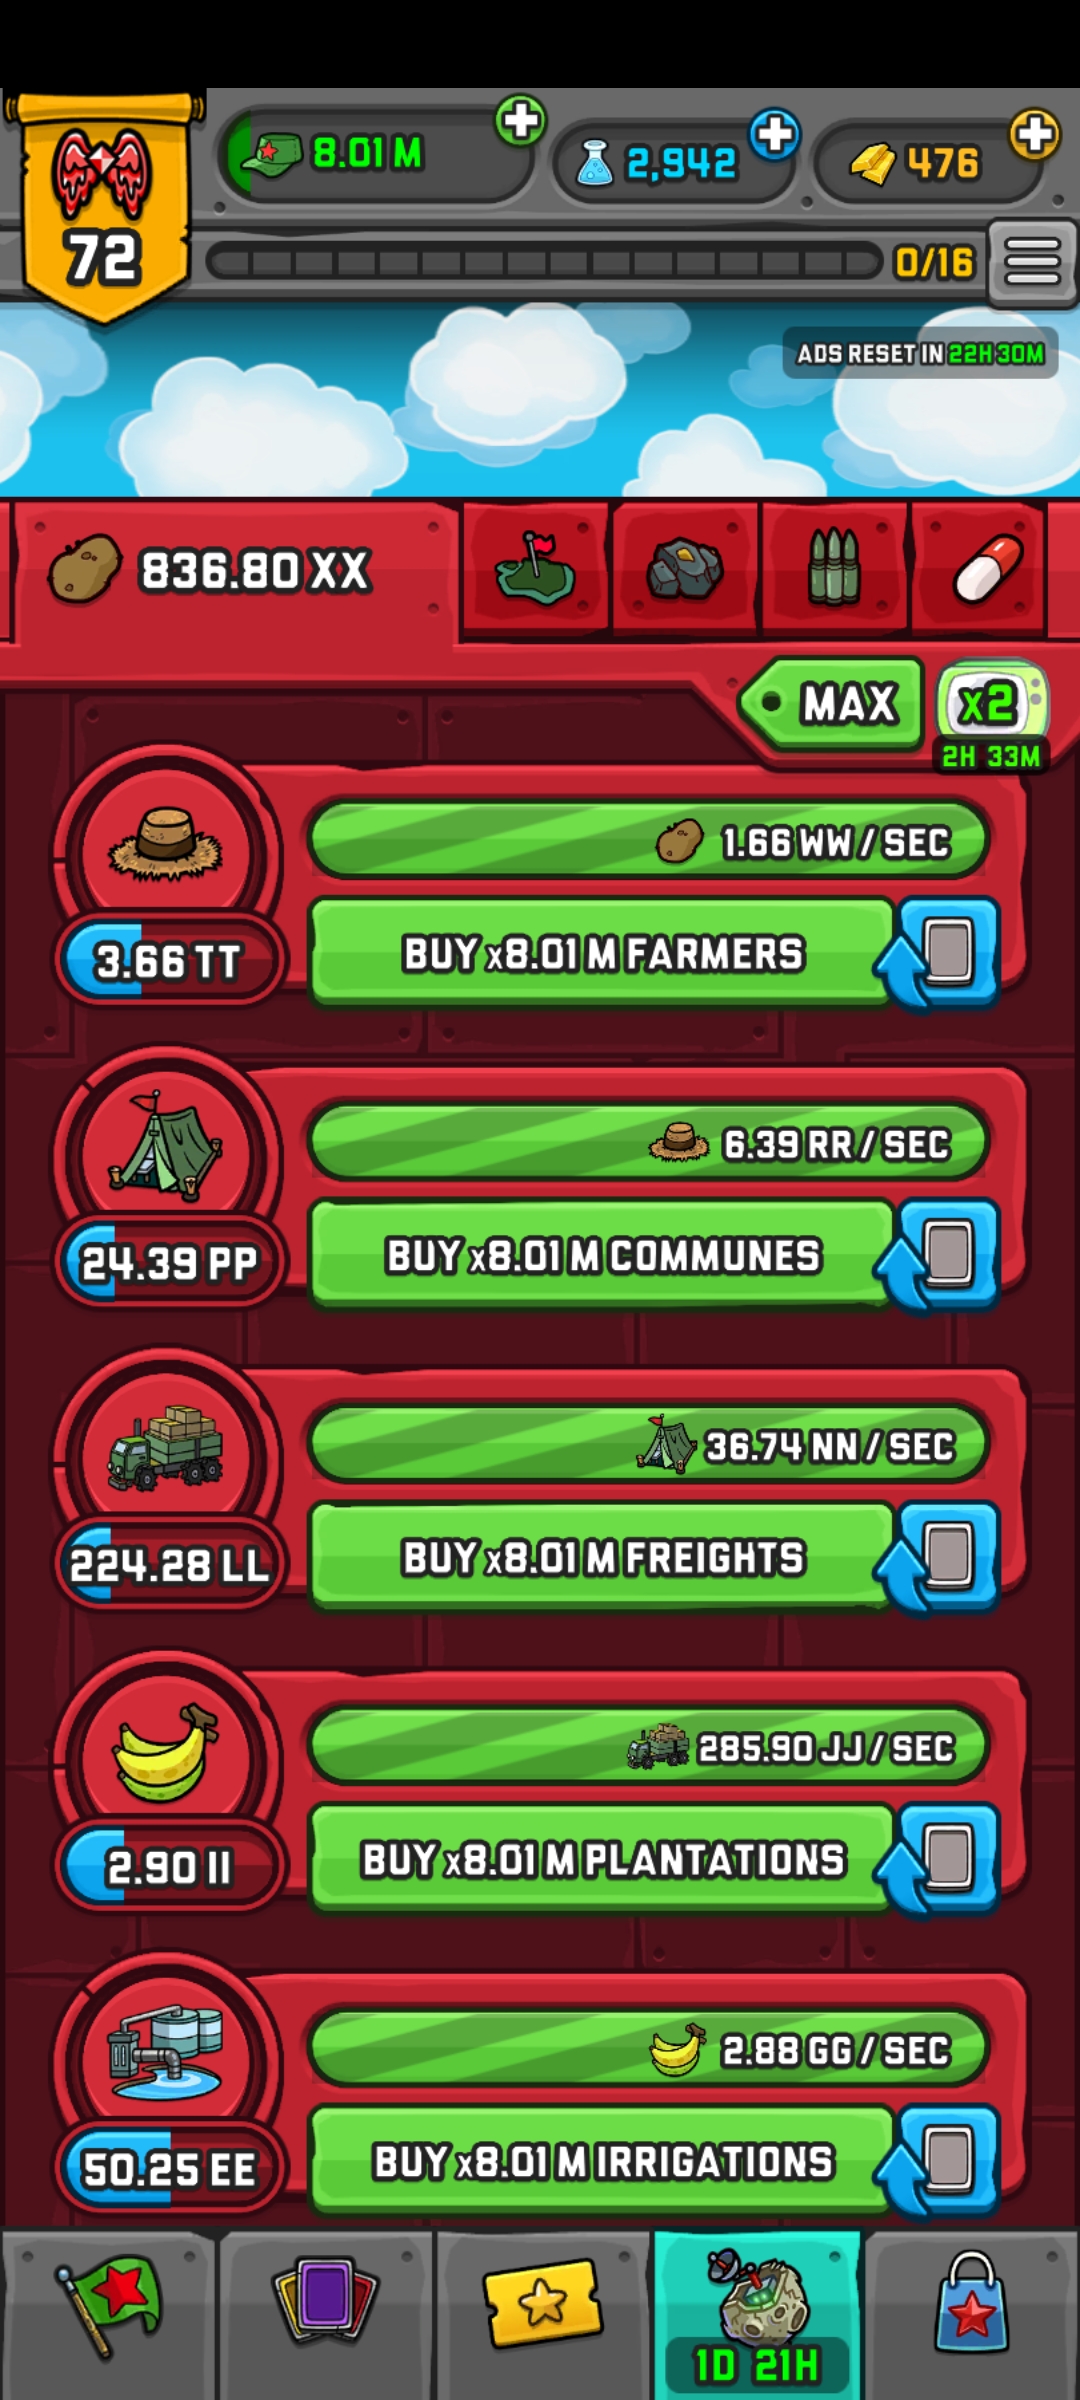 8.01 M
2,942
476
72
0/16
ADS RESET IN 22H 30M
836.80 XX
MAX
x2
2H 33M
1.66 WW / SEC
3.66 TT
BUY x8.01 M FARMERS
6.39 RR / SEC
24.39 PP
BUY x8.01 M COMMUNES
36.74 NN / SEC
224.28 LL
BUY x8.01 M FREIGHTS
285.90 JJ / SEC
2.90 II
BUY x8.01 M PLANTATIONS
2.88 GG / SEC
50.25 EE
BUY x8.01 M IRRIGATIONS
1D 21H